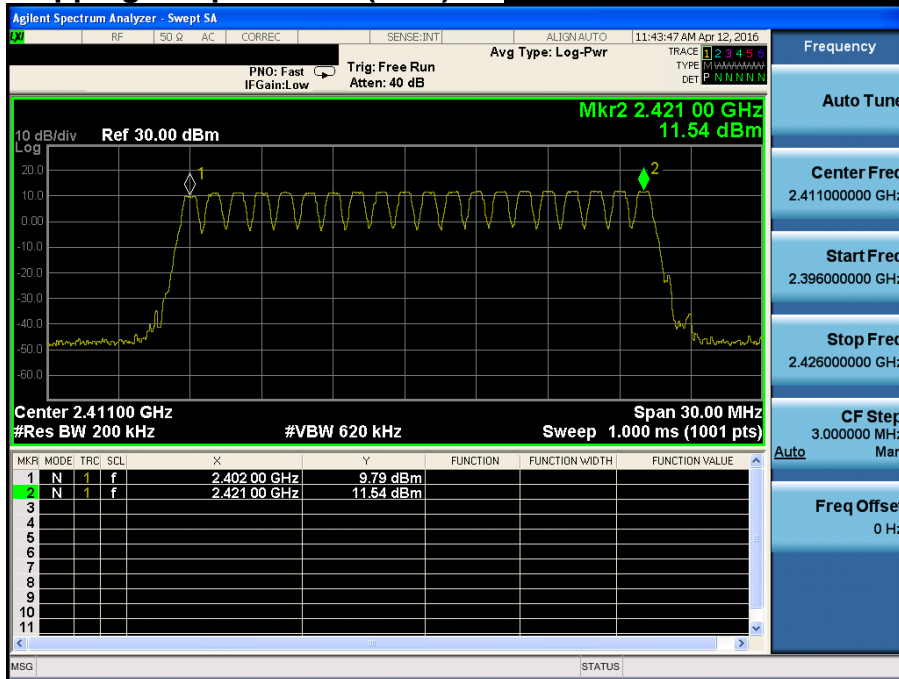 Agilent Spectrum Analyzer - Swept SA
LXI RF 50 Ω AC CORREC SENSE:INT ALIGN AUTO 11:43:47 AM Apr 12, 2016
Avg Type: Log-Pwr TRACE 1 2 3 4 5 6
PNO: Fast Trig: Free Run TYPE M
IFGain:Low Atten: 40 dB DET P N N N N N
Mkr2 2.421 00 GHz
11.54 dBm
10 dB/div Ref 30.00 dBm
Log
1
2
20.0
10.0
0.00
-10.0
-20.0
-30.0
-40.0
-50.0
-60.0
Center 2.41100 GHz Span 30.00 MHz
#Res BW 200 kHz #VBW 620 kHz Sweep 1.000 ms (1001 pts)
MKR MODE TRC SCL X Y FUNCTION FUNCTION WIDTH FUNCTION VALUE
1 N 1 f 2.402 00 GHz 9.79 dBm
2 N 1 f 2.421 00 GHz 11.54 dBm
3
4
5
6
7
8
9
10
11
MSG STATUS
Frequency
Auto Tune
Center Freq
2.411000000 GHz
Start Freq
2.396000000 GHz
Stop Freq
2.426000000 GHz
CF Step
3.000000 MHz
Auto Man
Freq Offset
0 Hz